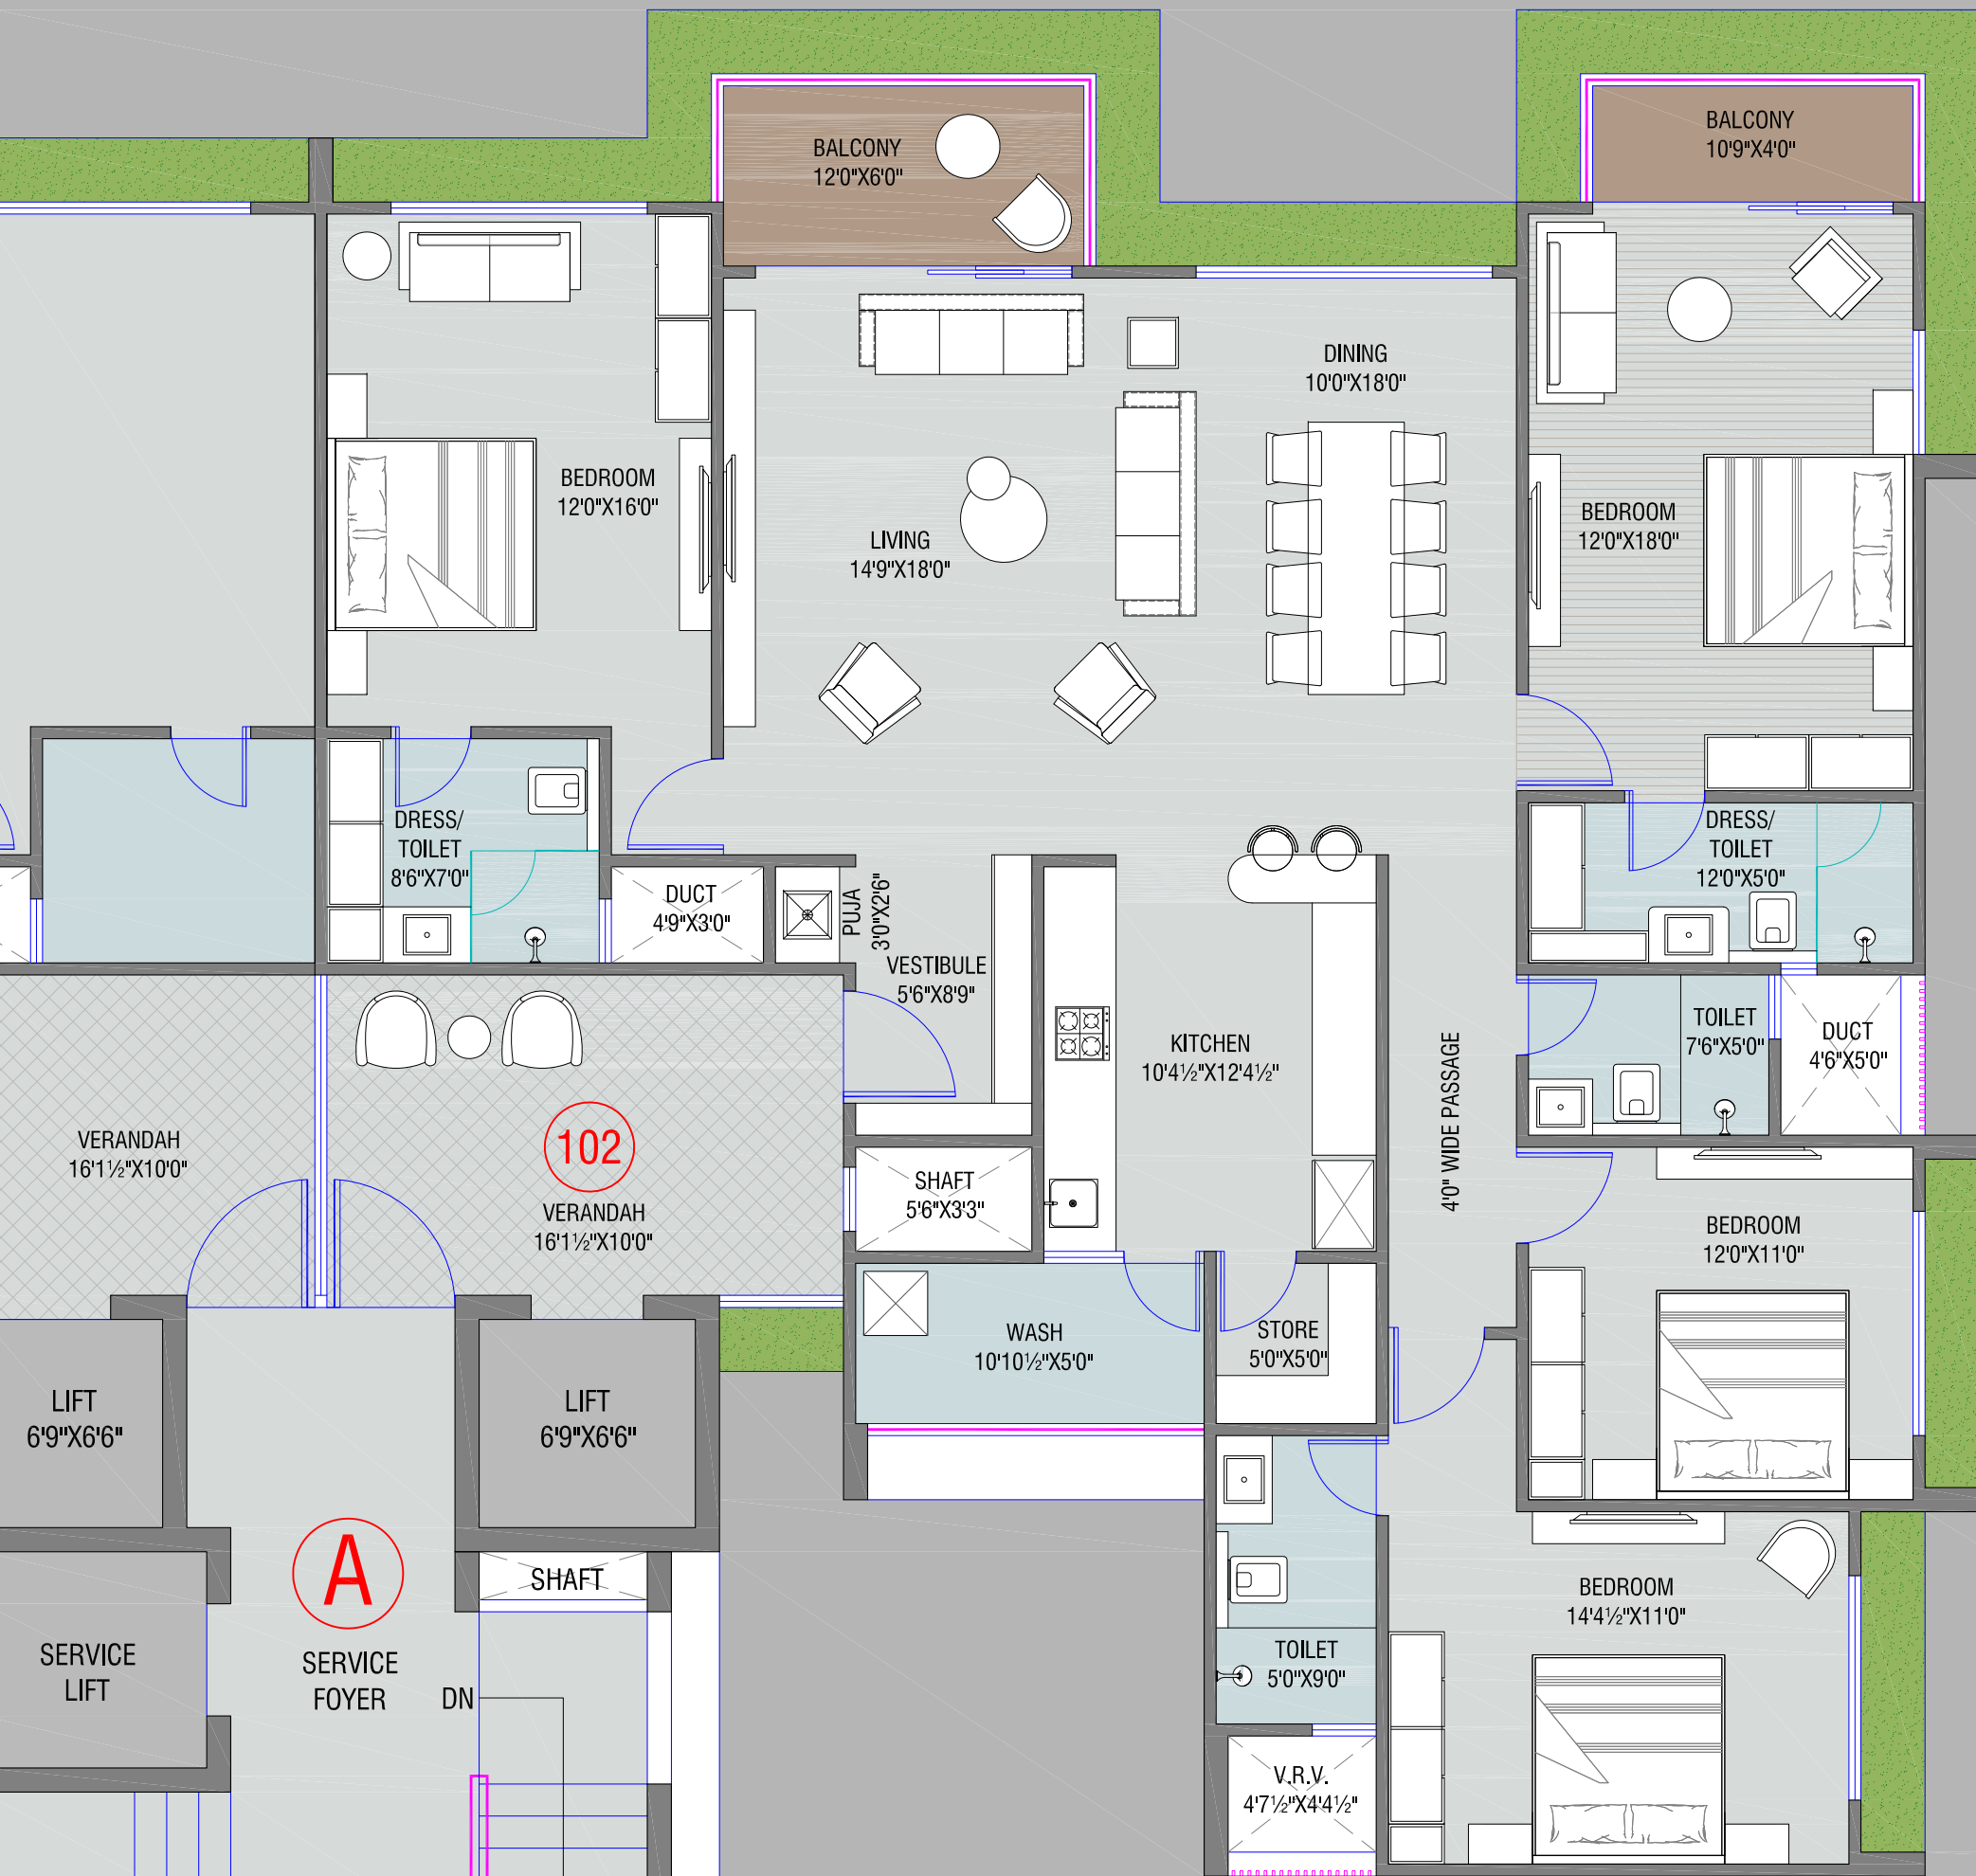 BALCONY
12'0"X6'0"
BALCONY
10'9"X4'0"
DINING
10'0"X18'0"
BEDROOM
12'0"X16'0"
LIVING
14'9"X18'0"
BEDROOM
12'0"X18'0"
DRESS/
TOILET
8'6"X7'0"
DUCT
4'9"X3'0"
PUJA
3'0"X2'6"
VESTIBULE
5'6"X8'9"
DRESS/
TOILET
12'0"X5'0"
KITCHEN
10'4½"X12'4½"
4'0" WIDE PASSAGE
TOILET
7'6"X5'0"
DUCT
4'6"X5'0"
VERANDAH
16'1½"X10'0"
102
VERANDAH
16'1½"X10'0"
SHAFT
5'6"X3'3"
BEDROOM
12'0"X11'0"
WASH
10'10½"X5'0"
STORE
5'0"X5'0"
LIFT
6'9"X6'6"
LIFT
6'9"X6'6"
A
SHAFT
SERVICE
LIFT
SERVICE
FOYER
DN
BEDROOM
14'4½"X11'0"
TOILET
5'0"X9'0"
V.R.V.
4'7½"X4'4½"